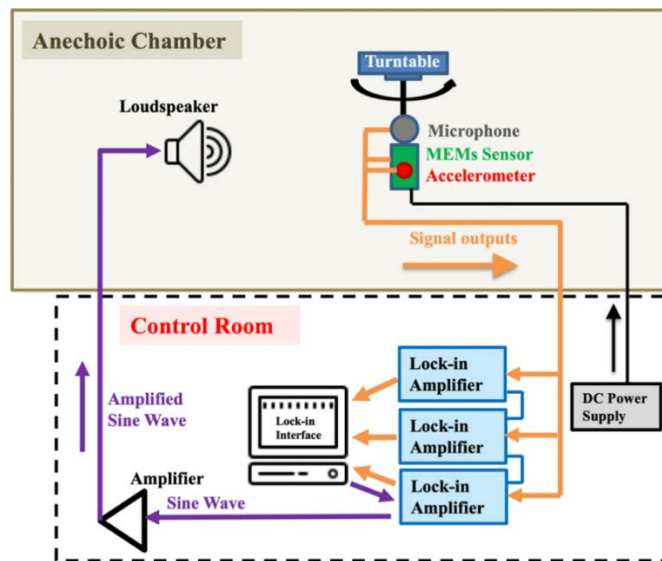 Anechoic Chamber
Turntable
Loudspeaker
Microphone
MEMs Sensor
Accelerometer
Signal outputs
Control Room
Lock-in
Amplifier
Amplified
Sine Wave
Lock-in
Interface
Lock-in
Amplifier
DC Power
Supply
Amplifier
Sine Wave
Lock-in
Amplifier